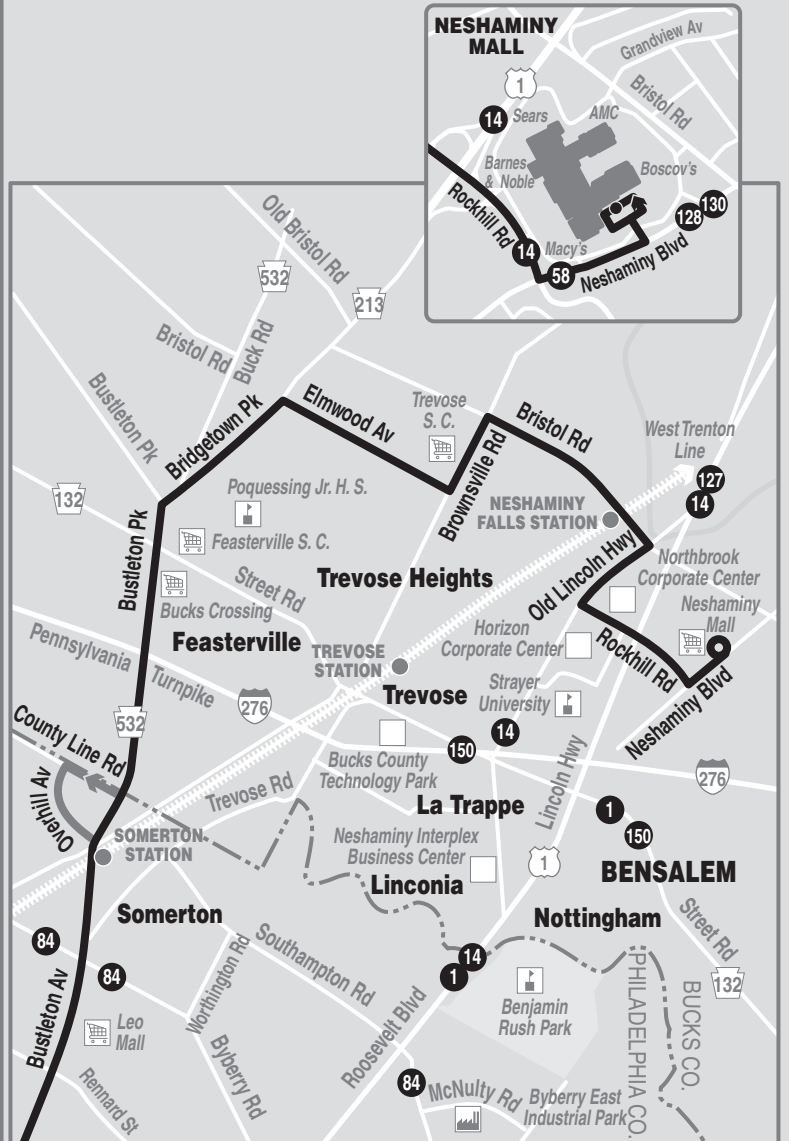 NESHAMINY
MALL
Grandview Av
1
Bristol Rd
14
Sears
AMC
Barnes
& Noble
Boscov's
Rockhill Rd
130
128
14
Macy's
58
Neshaminy Blvd
Old Bristol Rd
532
213
Bristol Rd
Buck Rd
Bustleton Pk
Bridgetown Pk
Elmwood Av
Trevose
S. C.
Bristol Rd
West Trenton
Line
127
14
132
Poquessing Jr. H. S.
Brownsville Rd
NESHAMINY
FALLS STATION
Bustleton Pk
Feasterville S. C.
Old Lincoln Hwy
Northbrook
Corporate Center
Trevose Heights
Street Rd
Bucks Crossing
Neshaminy
Mall
Feasterville
Horizon
Corporate Center
Rockhill Rd
Pennsylvania
Turnpike
TREVOSE
STATION
Trevose
Strayer
University
Neshaminy Blvd
276
532
14
150
County Line Rd
Bucks County
Technology Park
Lincoln Hwy
276
Overhill Av
Trevose Rd
La Trappe
1
150
SOMERTON
STATION
Neshaminy Interplex
Business Center
1
BENSALEM
Linconia
Somerton
Nottingham
Street Rd
84
84
Southampton Rd
14
1
132
Worthington Rd
Bustleton Av
Leo
Mall
Roosevelt Blvd
Benjamin
Rush Park
PHILADELPHIA CO.
BUCKS CO.
Byberry Rd
Rennard St
84
McNulty Rd
Byberry East
Industrial Park